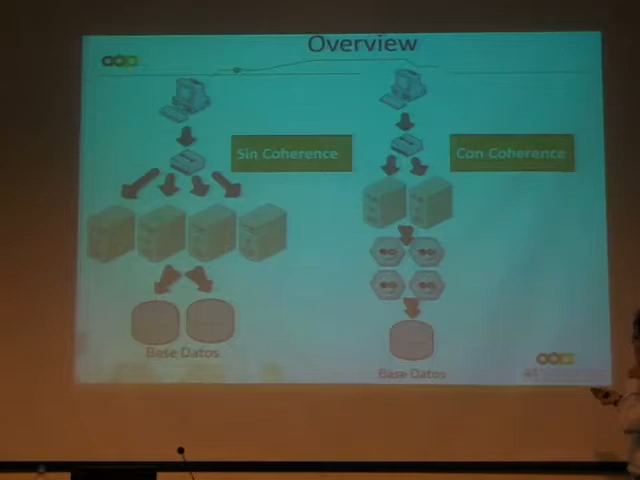 Overview
Sin Coherence
Con Coherence
Base Datos
Base Datos